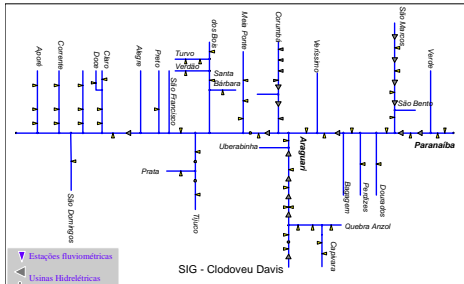 Aporé
Corrente
Doce
Claro
Alegre
Preto
São Francisco
Turvo
Verdão
dos Bois
Santa
Bárbara
Meia Ponte
Corumbá
Veríssimo
São Marcos
São Bento
Verde
Paranaíba
Uberabinha
Araguari
Prata
Tijuco
São Domingos
Bagagem
Perdizes
Dourados
Quebra Anzol
Capivara
SIG - Clodoveu Davis
Estações fluviométricas
Usinas Hidrelétricas